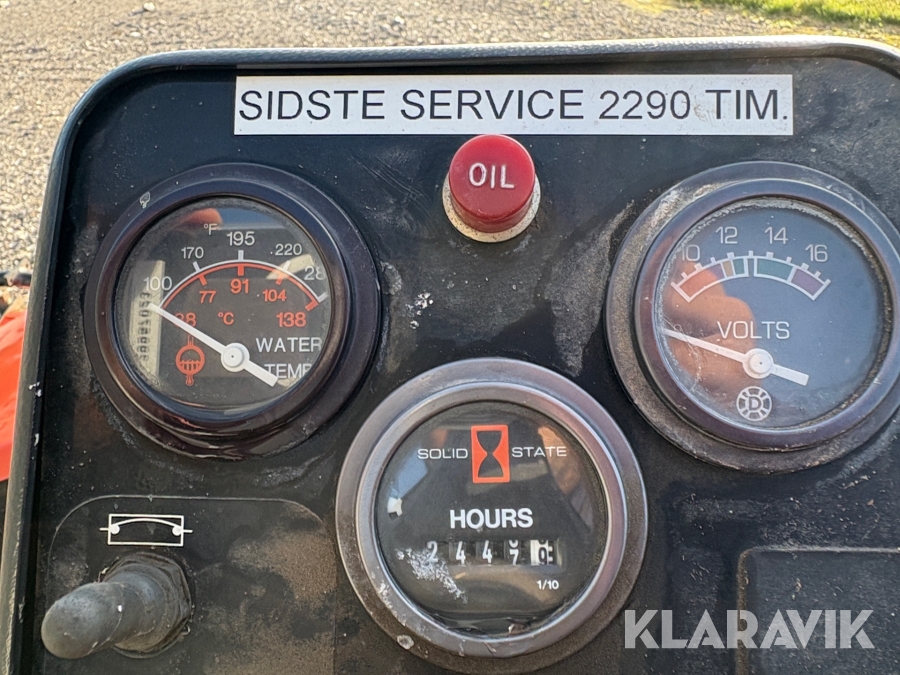 SIDSTE SERVICE 2290 TIM.
OIL
°F
100 170 195 220
77 91 104 138
°C
WATER
TEMP
10 12 14 16
VOLTS
SOLID STATE
HOURS
1/10
KLARAVIK